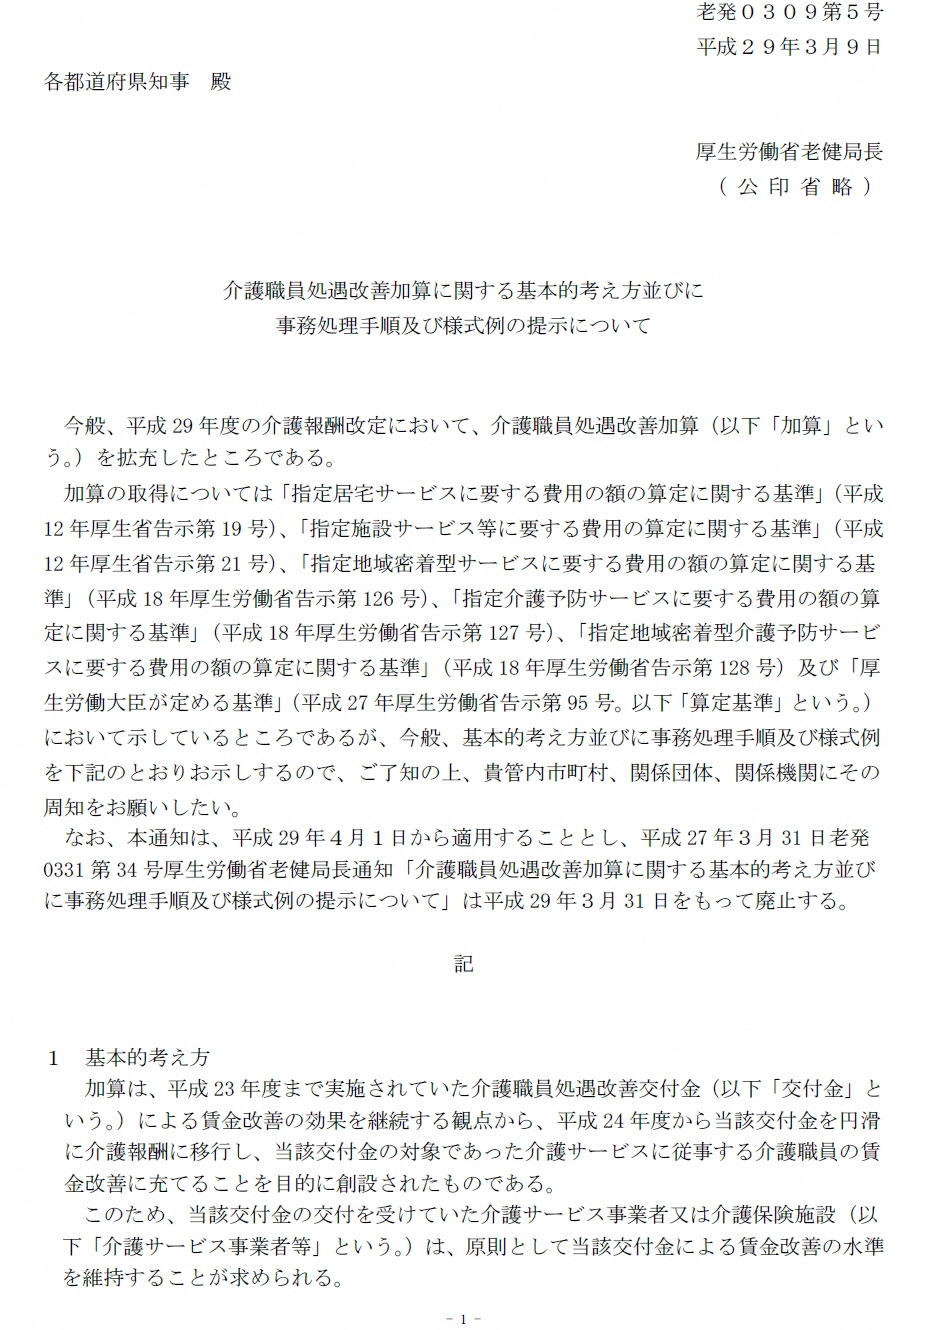 老発０３０９第５号
平成２９年３月９日
各都道府県知事　殿
厚生労働省老健局長
（ 公 印 省 略 ）
介護職員処遇改善加算に関する基本的考え方並びに
事務処理手順及び様式例の提示について
今般、平成 29 年度の介護報酬改定において、介護職員処遇改善加算（以下「加算」とい
う。）を拡充したところである。
加算の取得については「指定居宅サービスに要する費用の額の算定に関する基準」（平成
12 年厚生省告示第 19 号）、「指定施設サービス等に要する費用の算定に関する基準」（平成
12 年厚生省告示第 21 号）、「指定地域密着型サービスに要する費用の額の算定に関する基
準」（平成 18 年厚生労働省告示第 126 号）、「指定介護予防サービスに要する費用の額の算
定に関する基準」（平成 18 年厚生労働省告示第 127 号）、「指定地域密着型介護予防サービ
スに要する費用の額の算定に関する基準」（平成 18 年厚生労働省告示第 128 号）及び「厚
生労働大臣が定める基準」（平成 27 年厚生労働省告示第 95 号。以下「算定基準」という。）
において示しているところであるが、今般、基本的考え方並びに事務処理手順及び様式例
を下記のとおりお示しするので、ご了知の上、貴管内市町村、関係団体、関係機関にその
周知をお願いしたい。
なお、本通知は、平成 29 年４月１日から適用することとし、平成 27 年３月 31 日老発
0331 第 34 号厚生労働省老健局長通知「介護職員処遇改善加算に関する基本的考え方並び
に事務処理手順及び様式例の提示について」は平成 29 年３月 31 日をもって廃止する。
記
１　基本的考え方
加算は、平成 23 年度まで実施されていた介護職員処遇改善交付金（以下「交付金」と
いう。）による賃金改善の効果を継続する観点から、平成 24 年度から当該交付金を円滑
に介護報酬に移行し、当該交付金の対象であった介護サービスに従事する介護職員の賃
金改善に充てることを目的に創設されたものである。
このため、当該交付金の交付を受けていた介護サービス事業者又は介護保険施設（以
下「介護サービス事業者等」という。）は、原則として当該交付金による賃金改善の水準
を維持することが求められる。
- 1 -